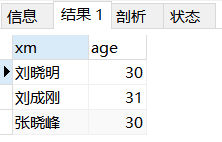 信息 结果 1 剖析 状态
xm age
刘晓明 30
刘成刚 31
张晓峰 30